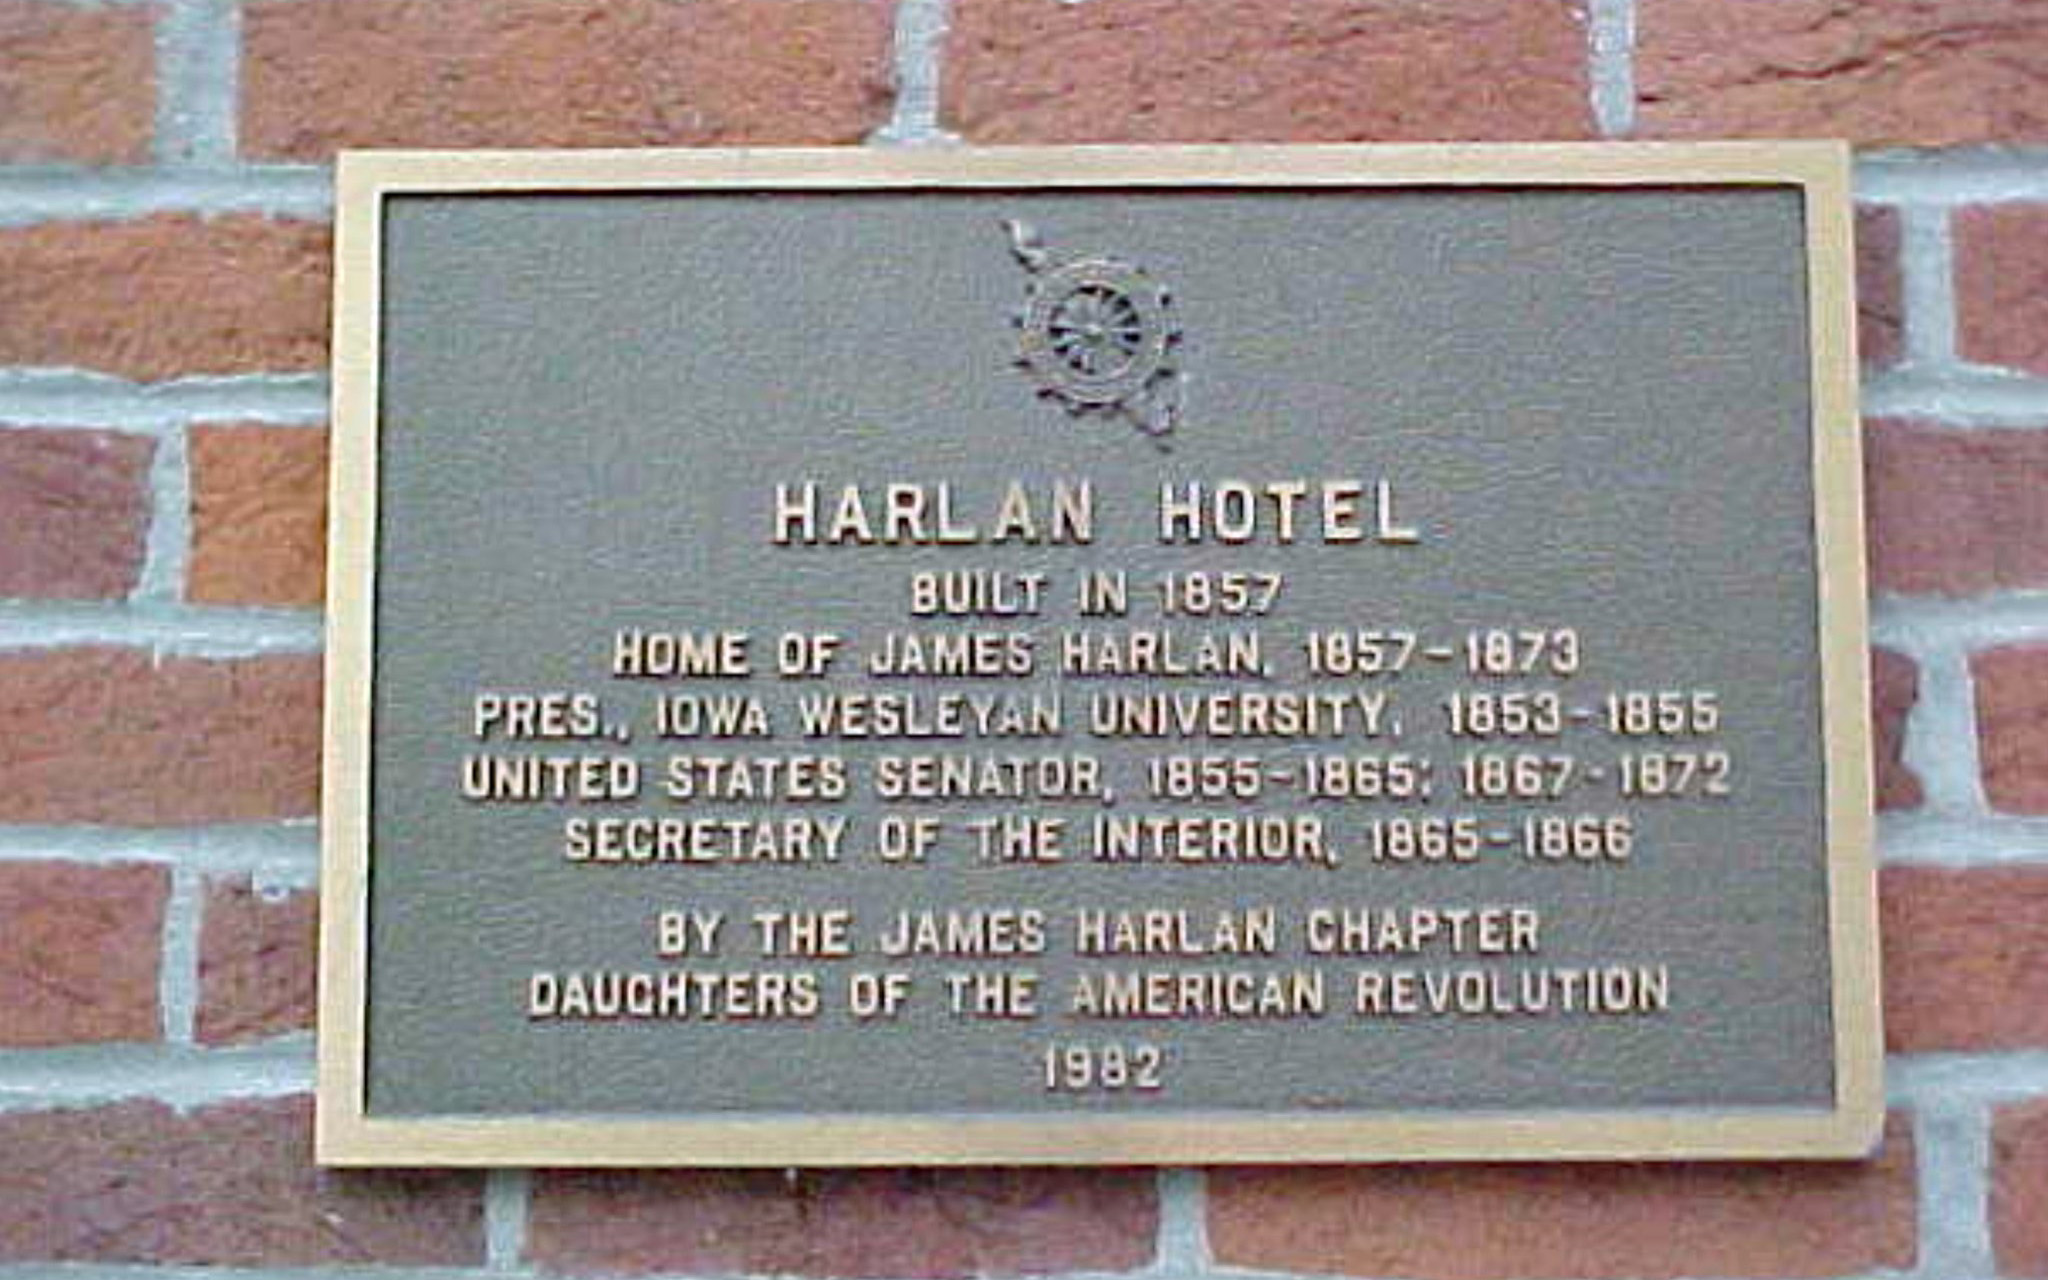 HARLAN HOTEL
BUILT IN 1857
HOME OF JAMES HARLAN, 1857-1873
PRES., IOWA WESLEYAN UNIVERSITY, 1853-1855
UNITED STATES SENATOR, 1855-1865; 1867-1872
SECRETARY OF THE INTERIOR, 1865-1866
BY THE JAMES HARLAN CHAPTER
DAUGHTERS OF THE AMERICAN REVOLUTION
1982